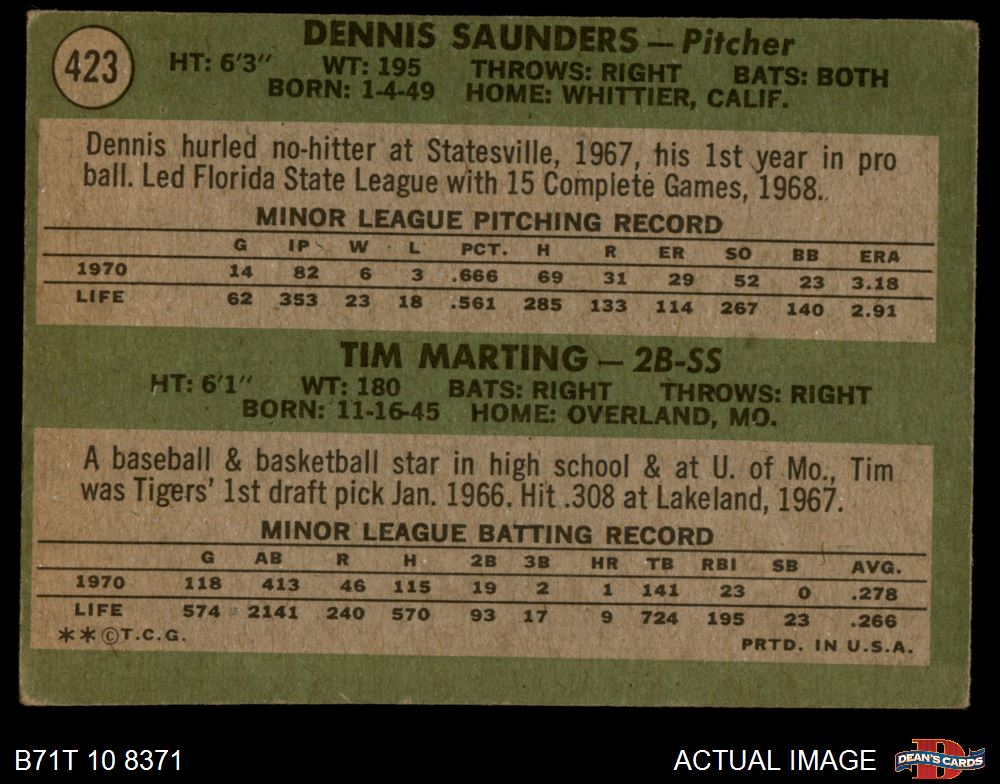 423
DENNIS SAUNDERS — Pitcher
HT: 6'3" WT: 195 THROWS: RIGHT BATS: BOTH
BORN: 1-4-49 HOME: WHITTIER, CALIF.
Dennis hurled no-hitter at Statesville, 1967, his 1st year in pro
ball. Led Florida State League with 15 Complete Games, 1968.
MINOR LEAGUE PITCHING RECORD
G IP W L PCT. H R ER SO BB ERA
1970 14 82 6 3 .666 69 31 29 52 23 3.18
LIFE 62 353 23 18 .561 285 133 114 267 140 2.91
TIM MARTING — 2B-SS
HT: 6'1" WT: 180 BATS: RIGHT THROWS: RIGHT
BORN: 11-16-45 HOME: OVERLAND, MO.
A baseball & basketball star in high school & at U. of Mo., Tim
was Tigers' 1st draft pick Jan. 1966. Hit .308 at Lakeland, 1967.
MINOR LEAGUE BATTING RECORD
G AB R H 2B 3B HR TB RBI SB AVG.
1970 118 413 46 115 19 2 1 141 23 0 .278
LIFE 574 2141 240 570 93 17 9 724 195 23 .266
**©T.C.G. PRTD. IN U.S.A.
B71T 10 8371 ACTUAL IMAGE DEAN'S CARDS